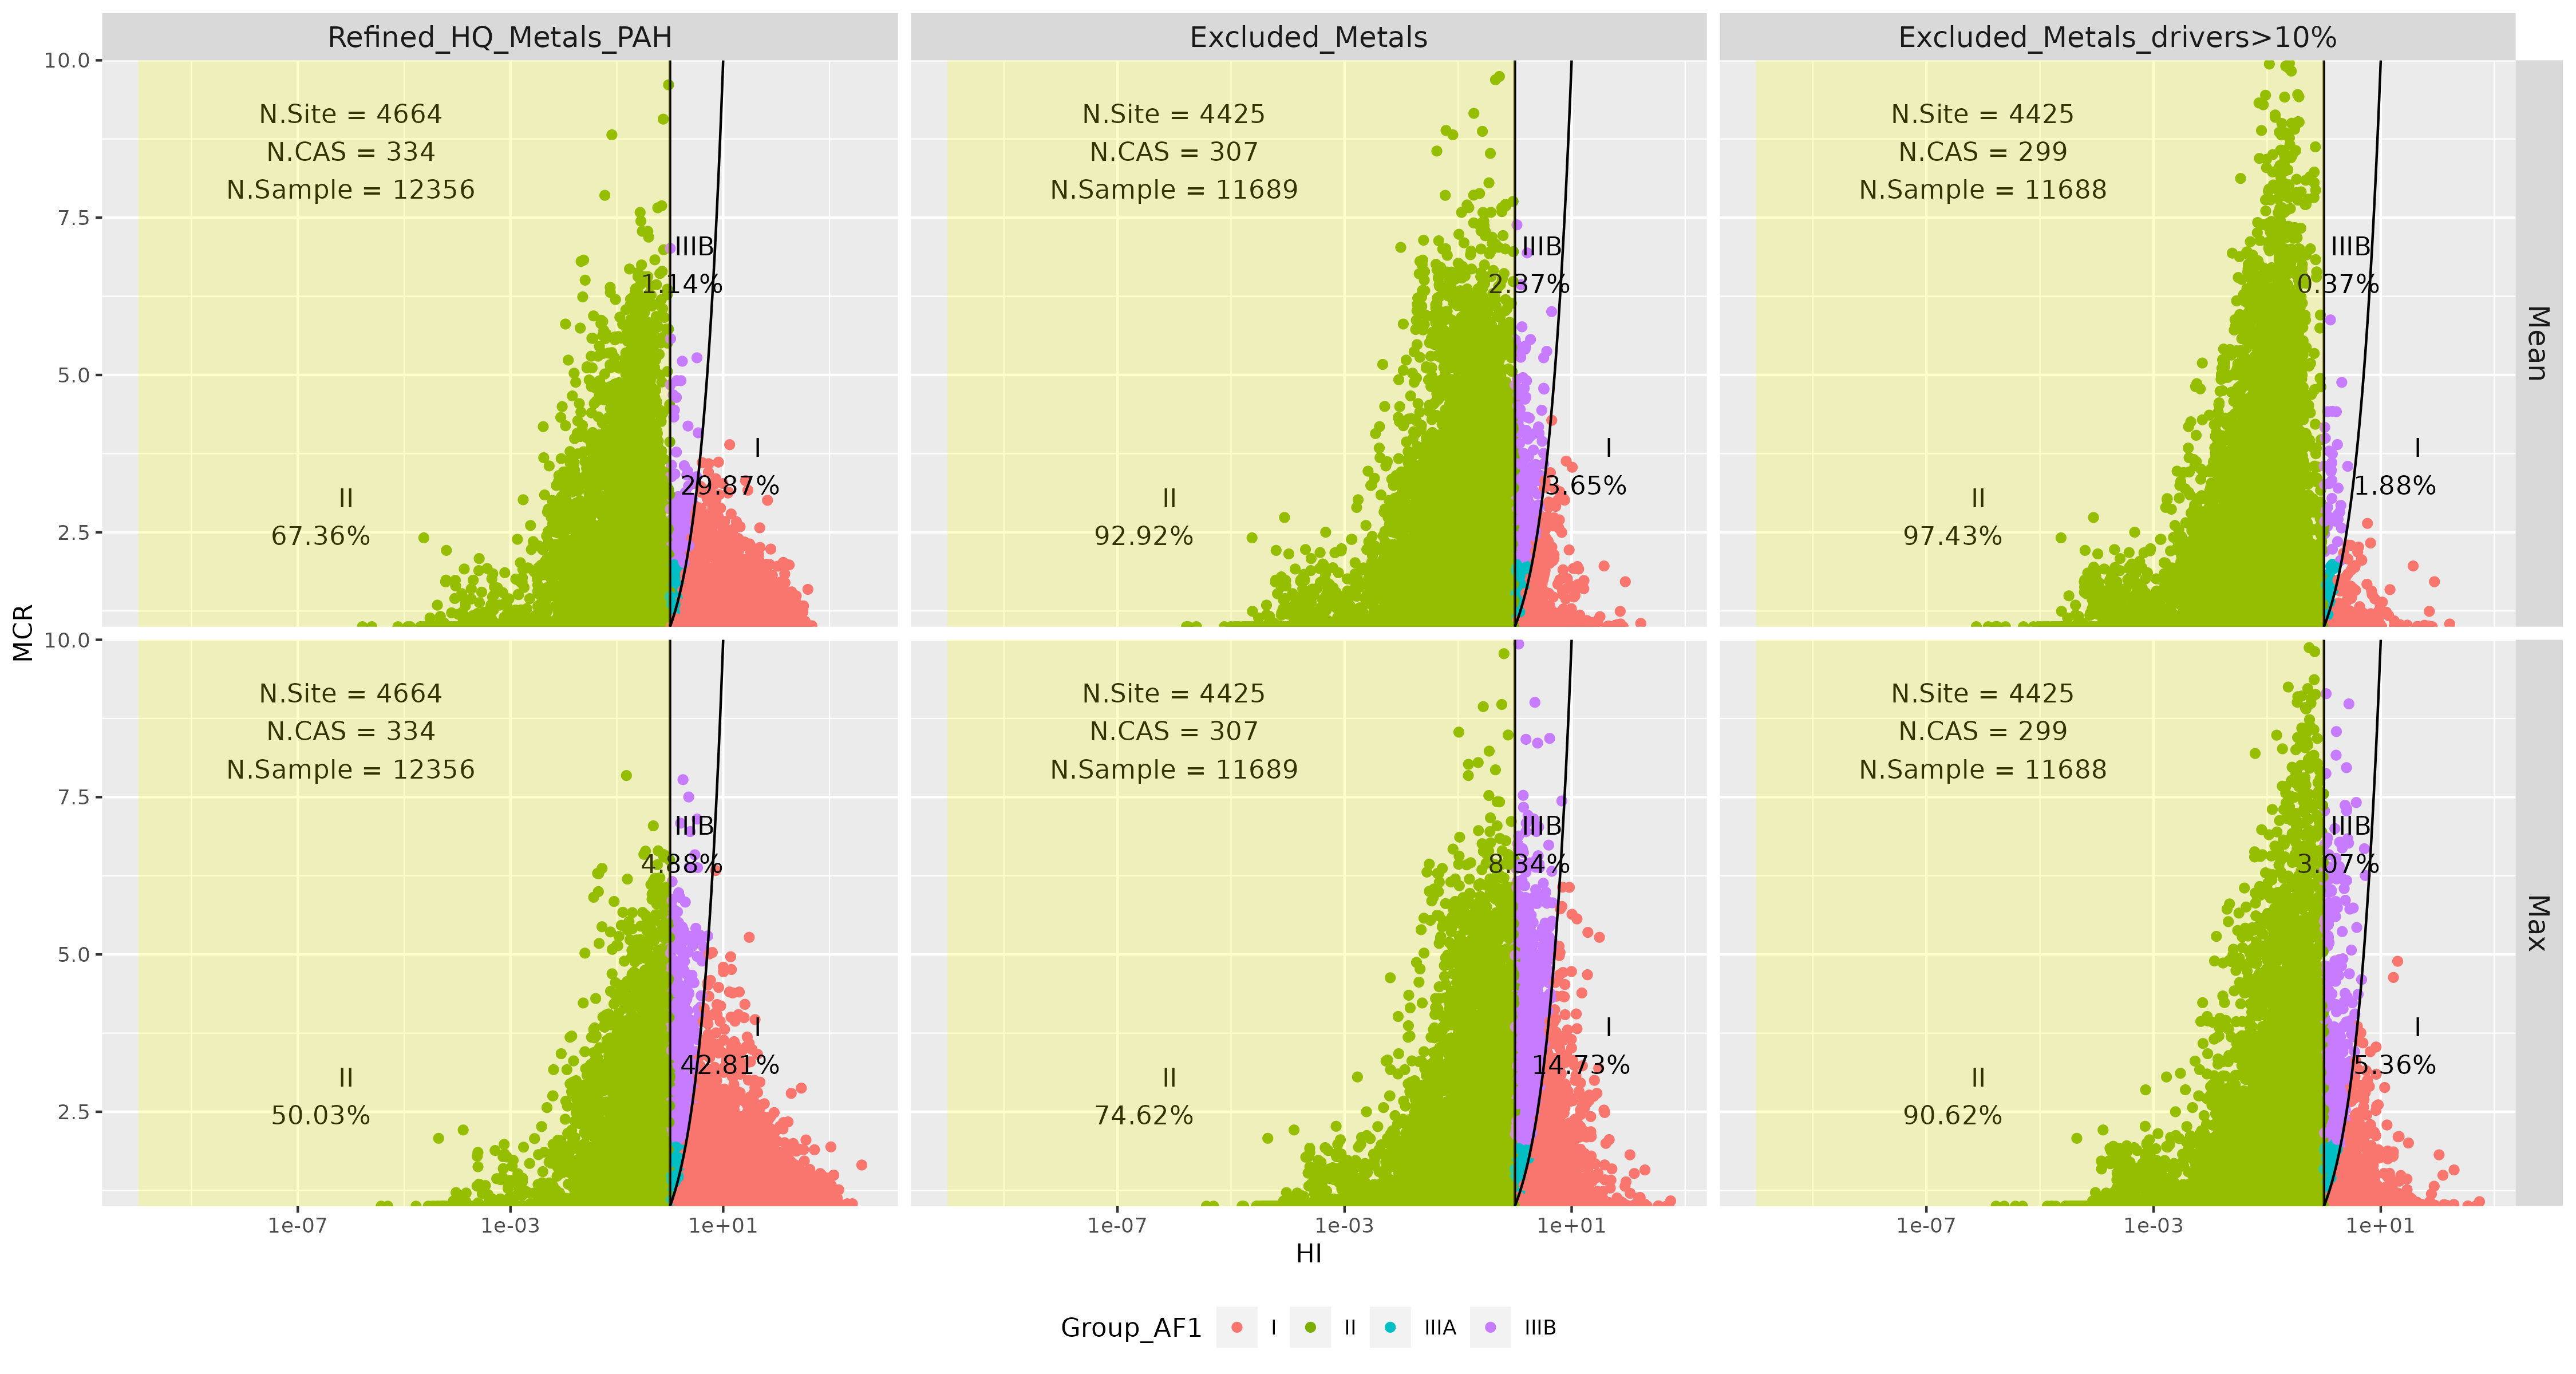 Refined_HQ_Metals_PAH
Excluded_Metals
Excluded_Metals_drivers>10%
MCR
10.0
7.5
5.0
2.5
N.Site = 4664
N.CAS = 334
N.Sample = 12356
IIIB
1.14%
I
29.87%
II
67.36%
N.Site = 4425
N.CAS = 307
N.Sample = 11689
IIIB
2.37%
I
3.65%
II
92.92%
N.Site = 4425
N.CAS = 299
N.Sample = 11688
IIIB
0.37%
I
1.88%
II
97.43%
Mean
10.0
7.5
5.0
2.5
N.Site = 4664
N.CAS = 334
N.Sample = 12356
IIIB
4.88%
I
42.81%
II
50.03%
N.Site = 4425
N.CAS = 307
N.Sample = 11689
IIIB
8.34%
I
14.73%
II
74.62%
N.Site = 4425
N.CAS = 299
N.Sample = 11688
IIIB
3.07%
I
5.36%
II
90.62%
Max
1e-07
1e-03
1e+01
1e-07
1e-03
1e+01
1e-07
1e-03
1e+01
HI
Group_AF1
I
II
IIIA
IIIB